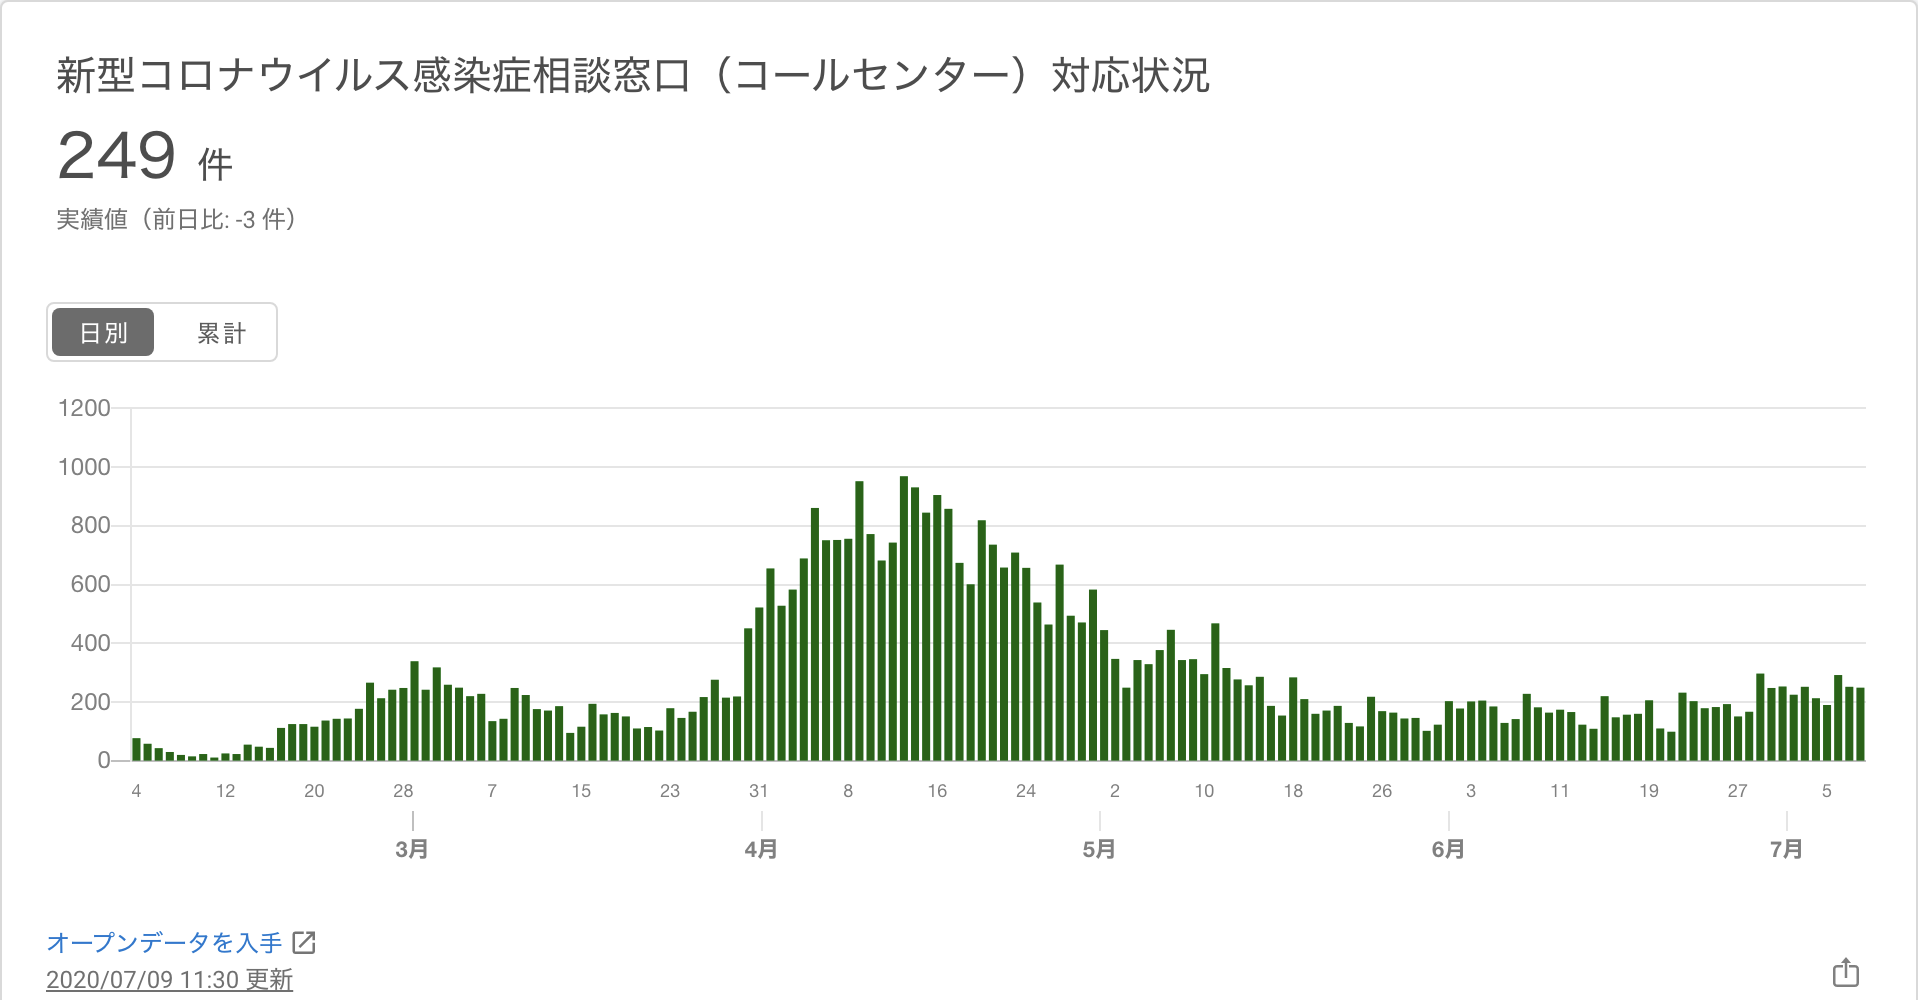 新型コロナウイルス感染症相談窓口（コールセンター）対応状況
249 件
実績値（前日比: -3 件）
日別 累計
1200
1000
800
600
400
200
0
4 12 20 28 7 15 23 31 8 16 24 2 10 18 26 3 11 19 27 5
3月 4月 5月 6月 7月
オープンデータを入手
2020/07/09 11:30 更新